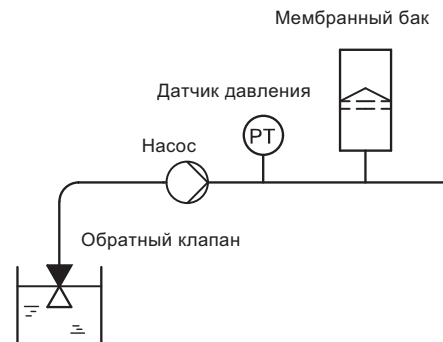 Мембранный бак
Датчик давления
PT
Насос
Обратный клапан